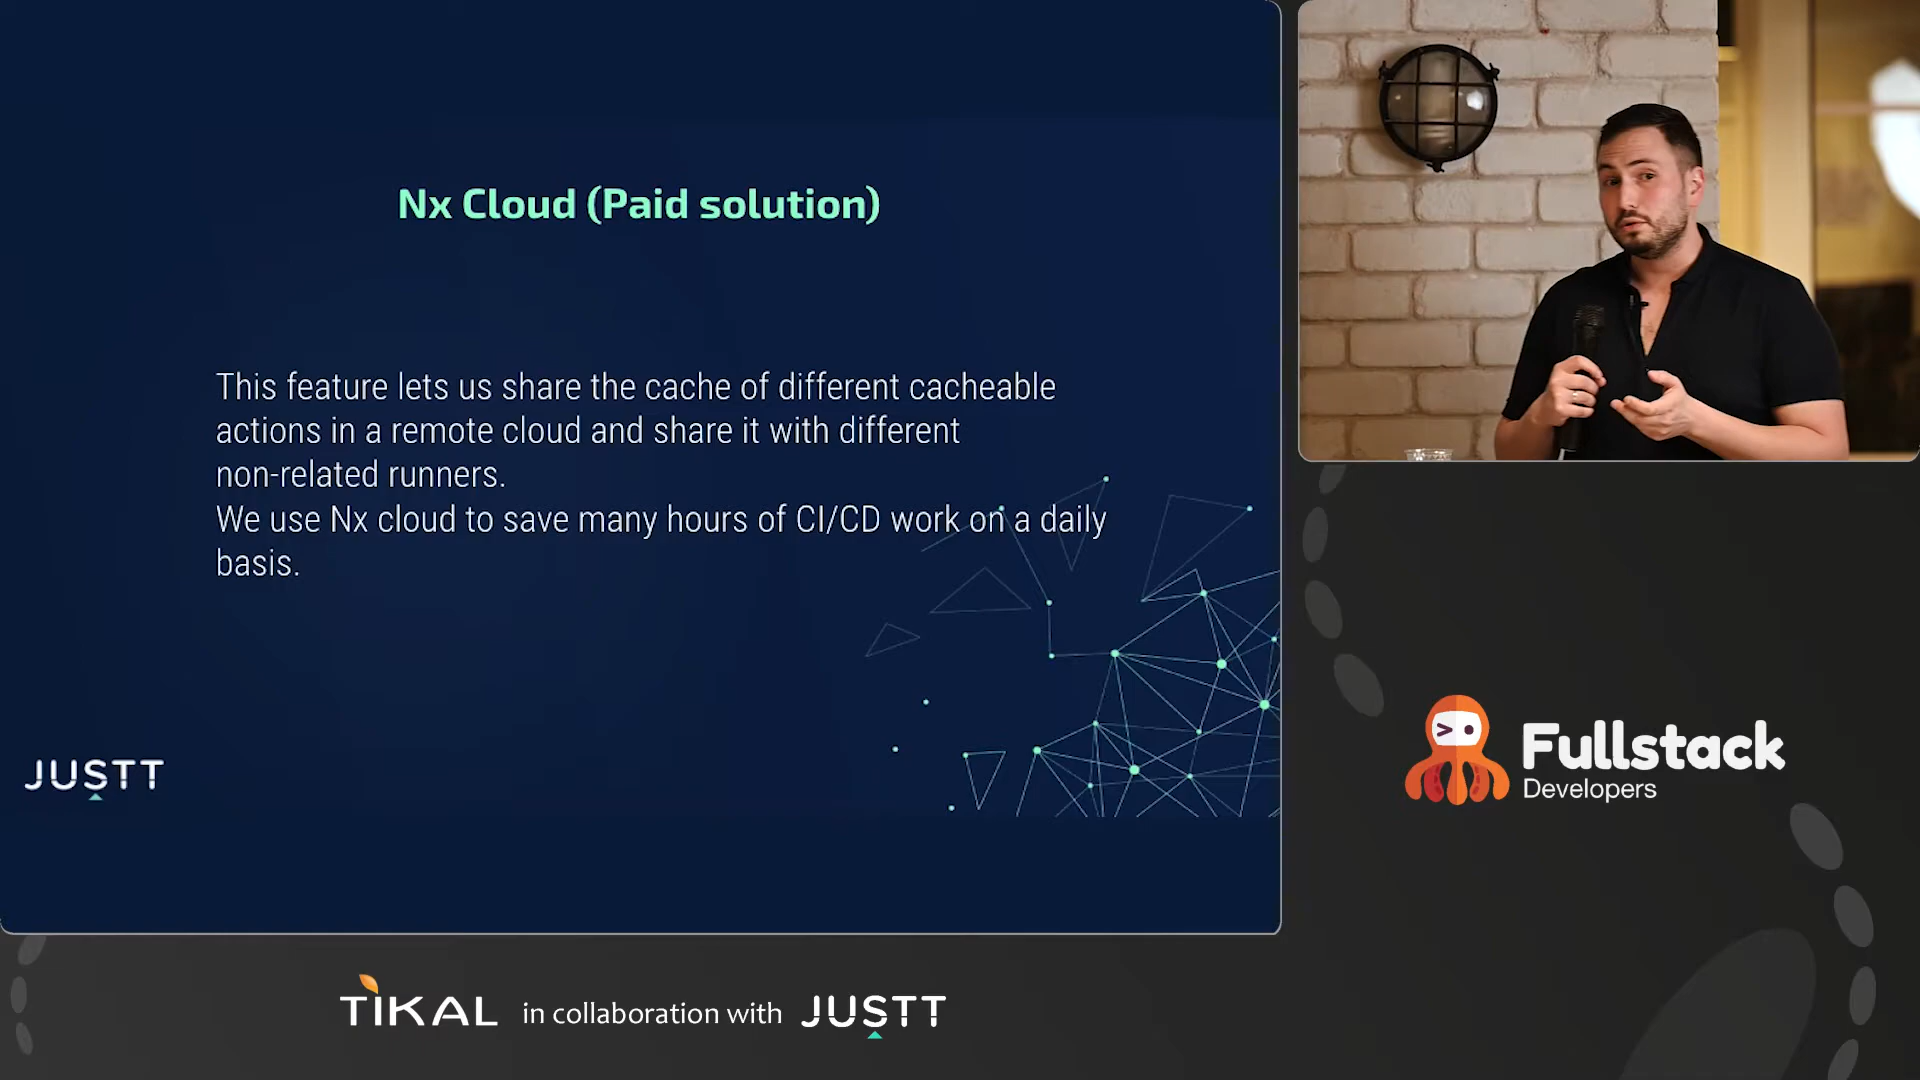 Nx Cloud (Paid solution)
This feature lets us share the cache of different cacheable
actions in a remote cloud and share it with different
non-related runners.
We use Nx cloud to save many hours of CI/CD work on a daily
basis.
JUSTT
Fullstack
Developers
TIKAL in collaboration with JUSTT